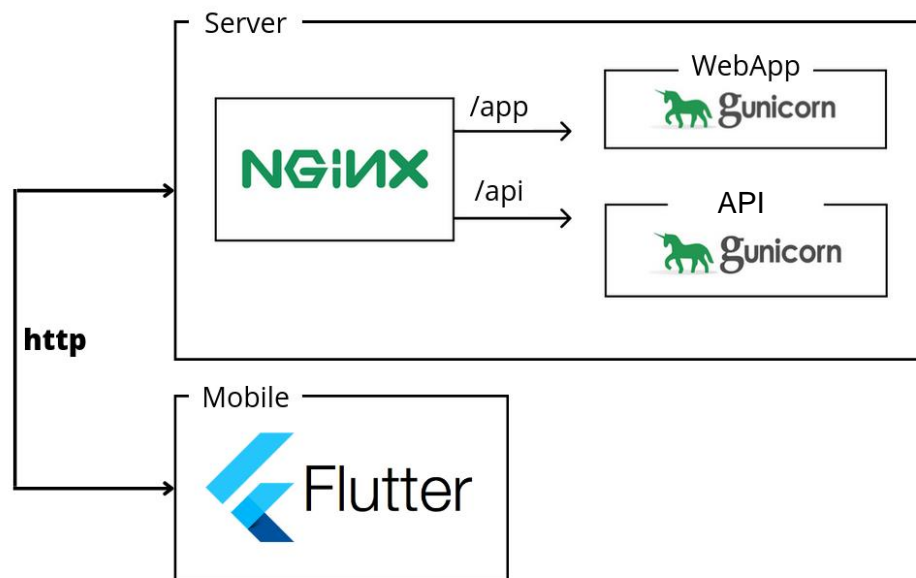 Server
WebApp
gunicorn
/app
NGiNX
/api
API
gunicorn
http
Mobile
Flutter